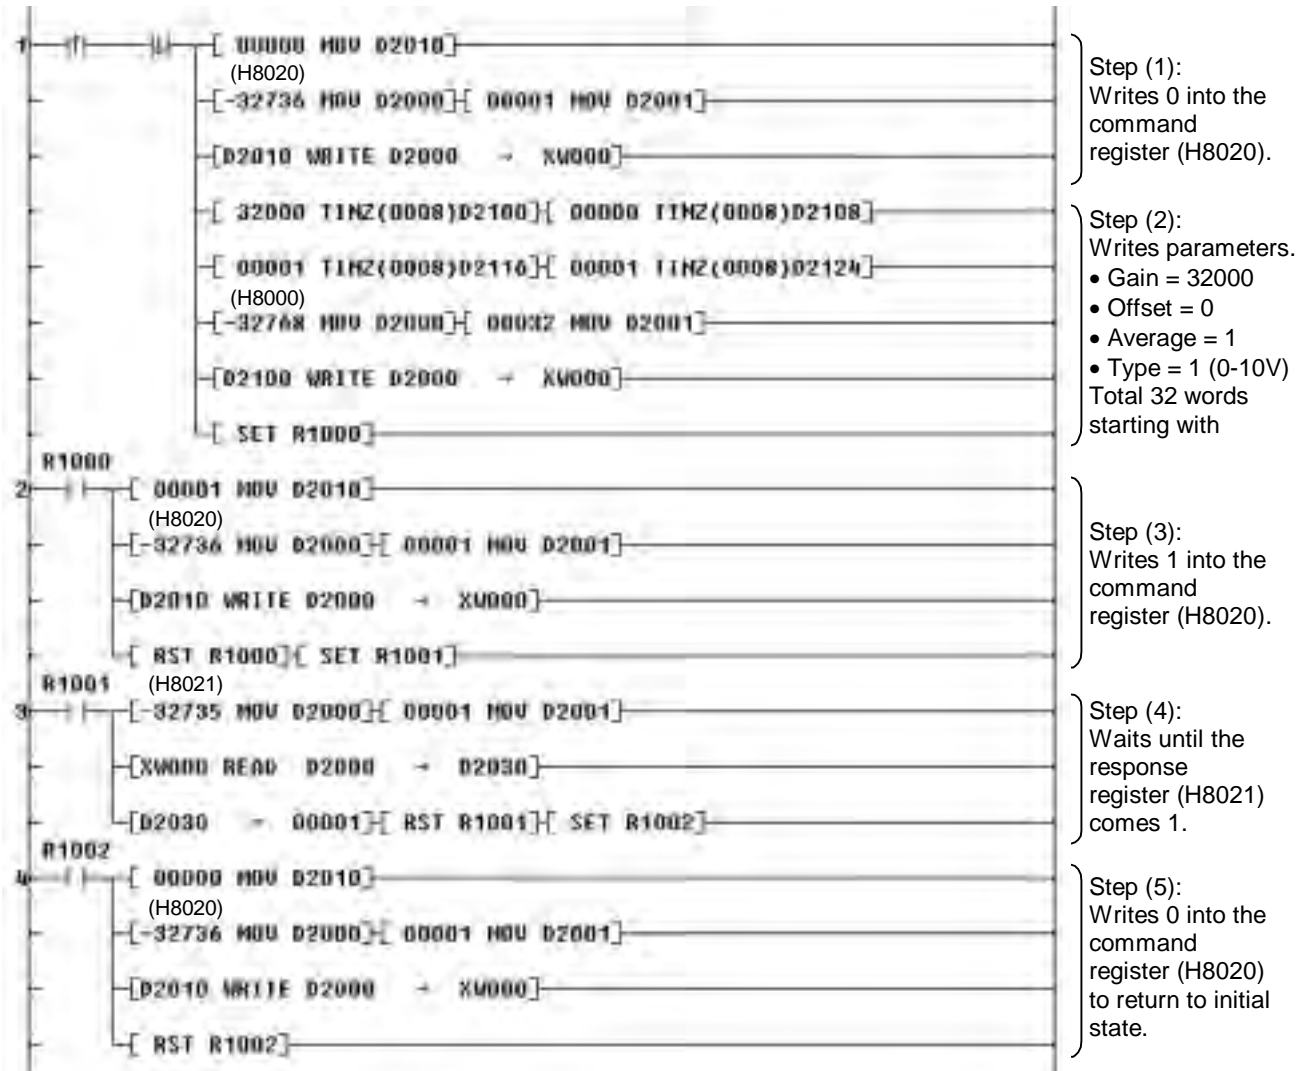 1 [ 00000 MOV D2010]
(H8020)
[-32736 MOV D2000][ 00001 MOV D2001]
[D2010 WRITE D2000 → XW000]
[ 32000 TINZ(0008)D2100][ 00000 TINZ(0008)D2108]
[ 00001 TINZ(0008)D2116][ 00001 TINZ(0008)D2124]
(H8000)
[-32768 MOV D2000][ 00032 MOV D2001]
[D2100 WRITE D2000 → XW000]
[ SET R1000]
R1000
2 [ 00001 MOV D2010]
(H8020)
[-32736 MOV D2000][ 00001 MOV D2001]
[D2010 WRITE D2000 → XW000]
[ RST R1000][ SET R1001]
R1001
(H8021)
3 [-32735 MOV D2000][ 00001 MOV D2001]
[XW000 READ D2000 → D2030]
[D2030 = 00001][ RST R1001][ SET R1002]
R1002
4 [ 00000 MOV D2010]
(H8020)
[-32736 MOV D2000][ 00001 MOV D2001]
[D2010 WRITE D2000 → XW000]
[ RST R1002]
Step (1):
Writes 0 into the
command
register (H8020).
Step (2):
Writes parameters.
• Gain = 32000
• Offset = 0
• Average = 1
• Type = 1 (0-10V)
Total 32 words
starting with
Step (3):
Writes 1 into the
command
register (H8020).
Step (4):
Waits until the
response
register (H8021)
comes 1.
Step (5):
Writes 0 into the
command
register (H8020)
to return to initial
state.